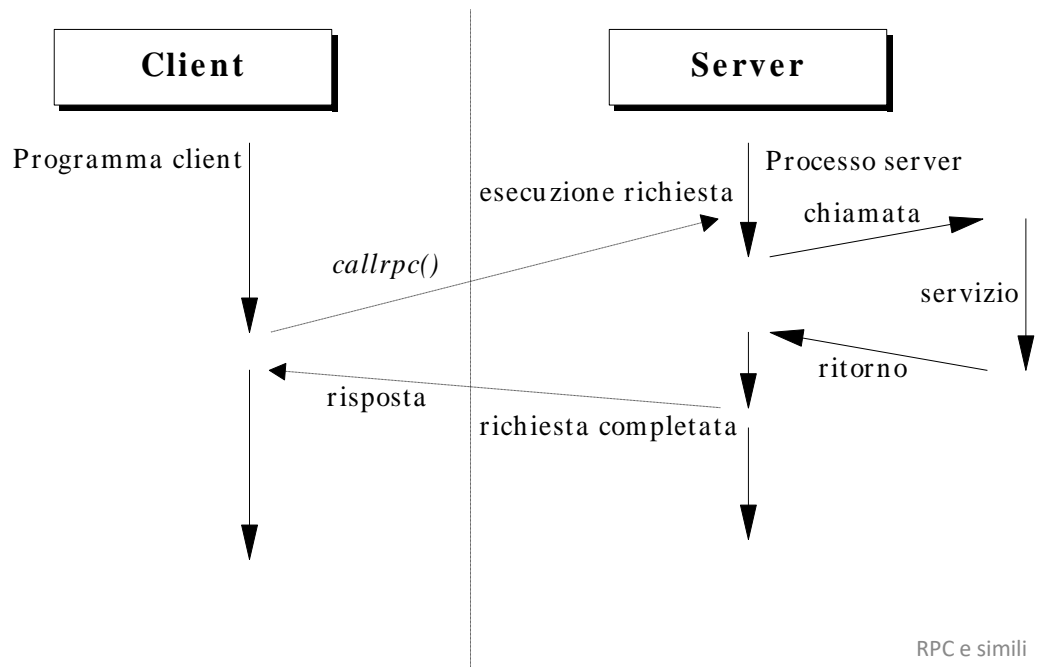 Client
Server
Programma client
Processo server
esecuzione richiesta
chiamata
callrpc()
servizio
ritorno
risposta
richiesta completata
RPC e simili